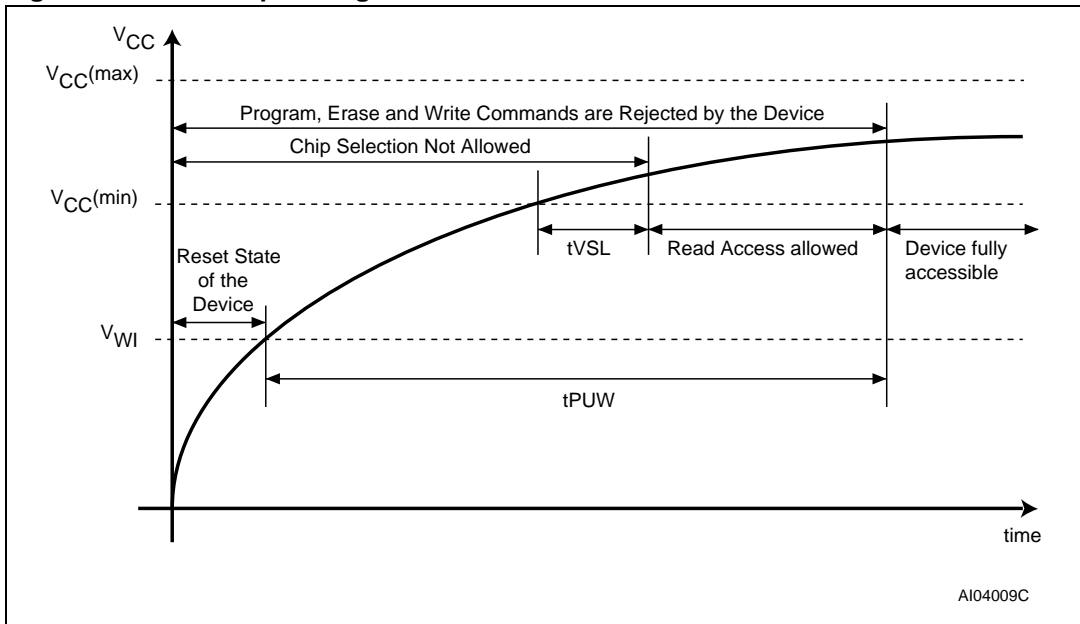 VCC
VCC(max)
Program, Erase and Write Commands are Rejected by the Device
Chip Selection Not Allowed
VCC(min)
tVSL
Read Access allowed
Device fully
accessible
Reset State
of the
Device
VWI
tPUW
time
AI04009C